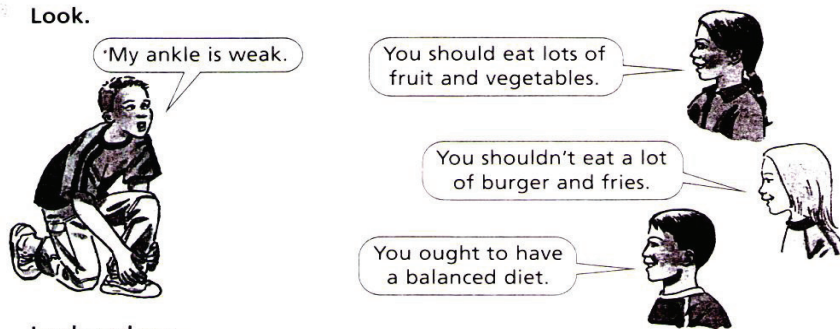 Look.
My ankle is weak.
You should eat lots of
fruit and vegetables.
You shouldn't eat a lot
of burger and fries.
You ought to have
a balanced diet.